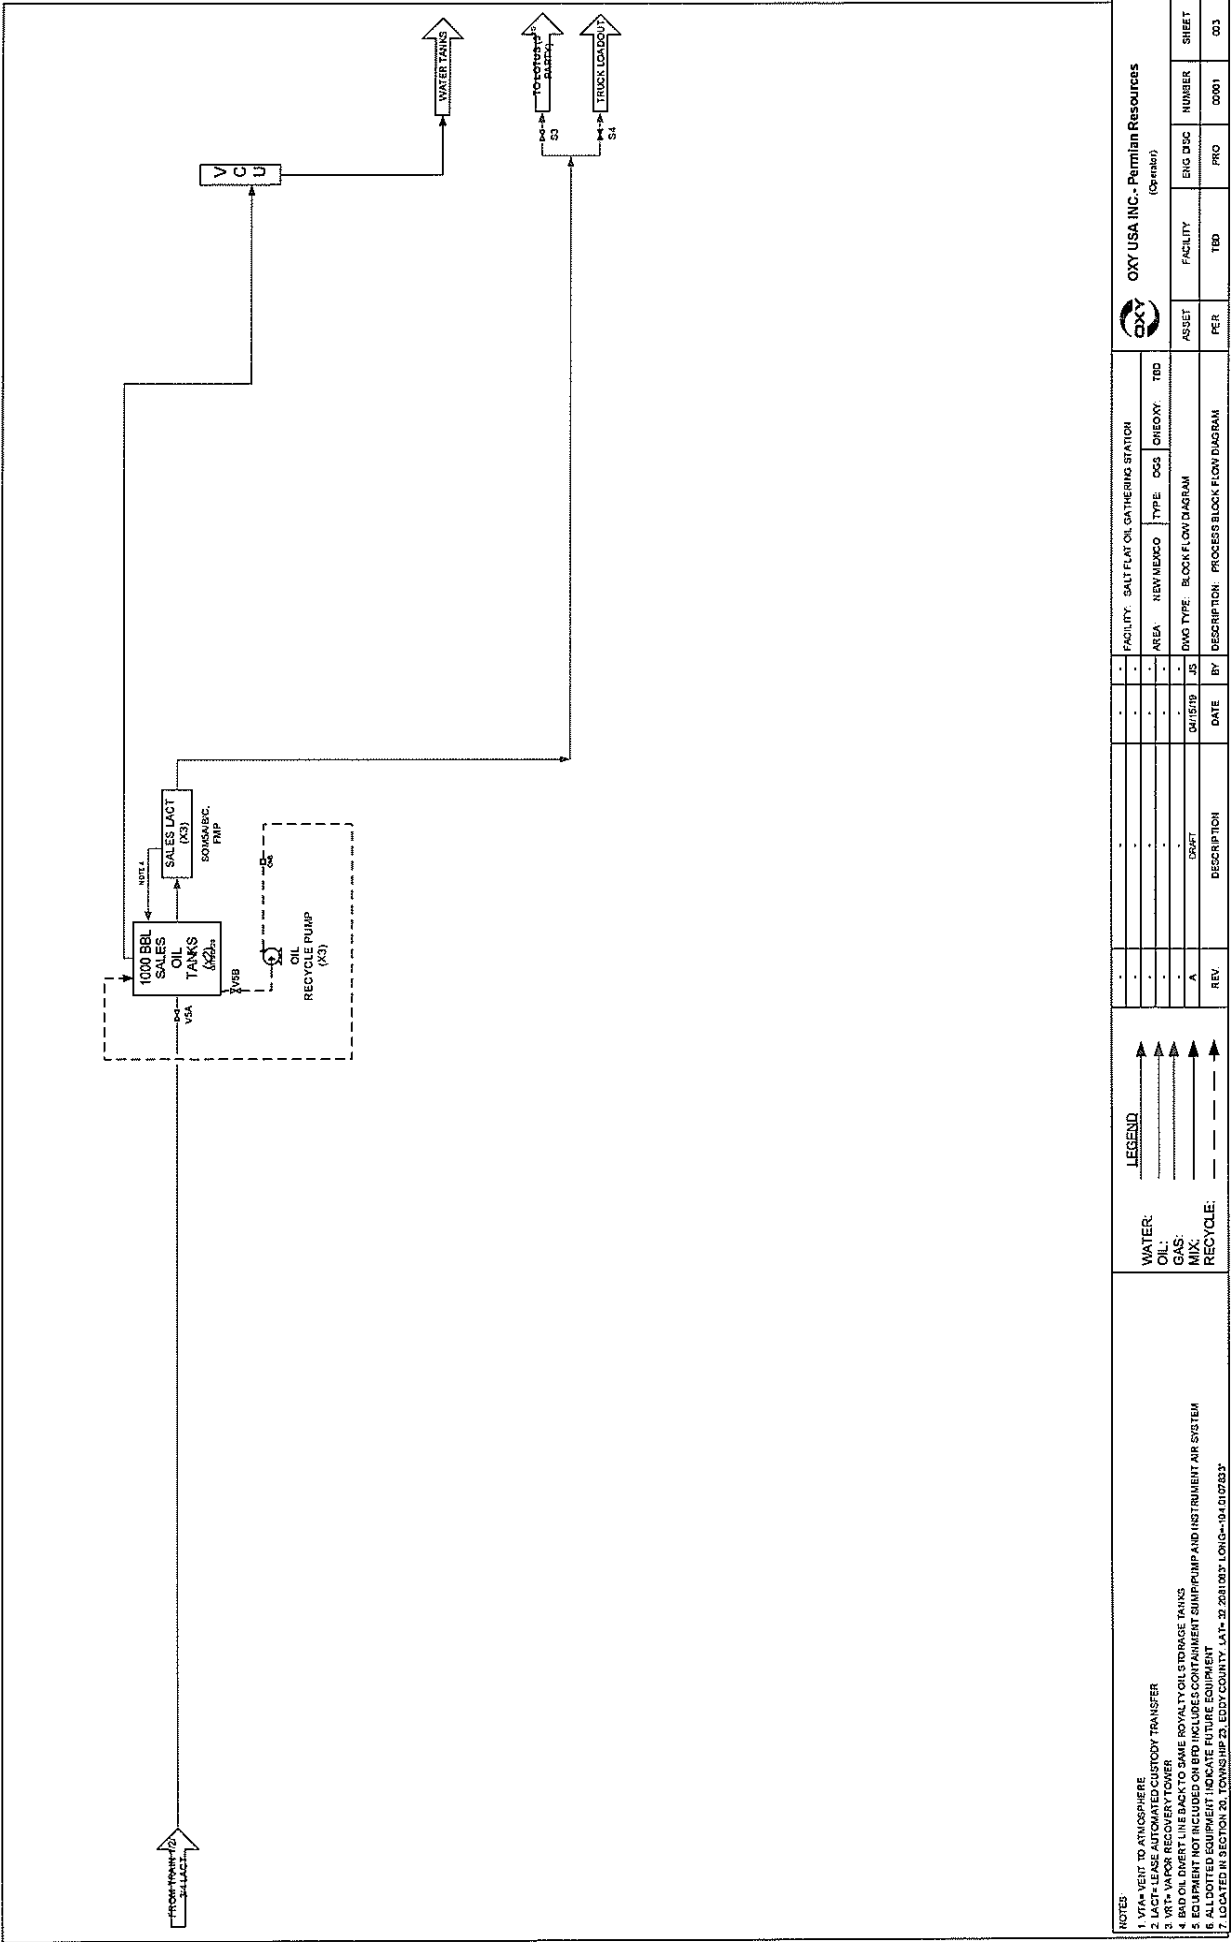 FROM TRAIN 1/2/
3/4 LACT
V5A
1000 BBL
SALES
OIL
TANKS
(X2)
NOTE 4
SALES LACT
(X3)
FMP
V5B
OIL
RECYCLE PUMP
(X3)
V
C
U
WATER TANKS
TO LOTUS (3RD
PARTY)
TRUCK LOADOUT
S3
S4
NOTES:
1. VTA= VENT TO ATMOSPHERE
2. LACT= LEASE AUTOMATED CUSTODY TRANSFER
3. VRT= VAPOR RECOVERY TOWER
4. BAD OIL DIVERT LINE BACK TO SAME ROYALTY OIL STORAGE TANKS
5. EQUIPMENT NOT INCLUDED ON BFD INCLUDES CONTAINMENT SUMP/PUMP AND INSTRUMENT AIR SYSTEM
6. ALL DOTTED EQUIPMENT INDICATE FUTURE EQUIPMENT
7. LOCATED IN SECTION 20, TOWNSHIP 23, EDDY COUNTY.
LEGEND
WATER:
OIL:
GAS:
MIX:
RECYCLE:
A DRAFT 04/15/19 JS
REV. DESCRIPTION DATE BY
FACILITY: SALT FLAT OIL GATHERING STATION
AREA: NEW MEXICO TYPE: OGS ONEOXY: TBD
DWG TYPE: BLOCK FLOW DIAGRAM
DESCRIPTION: PROCESS BLOCK FLOW DIAGRAM
OXY
OXY USA INC.- Permian Resources
(Operator)
ASSET FACILITY ENG DISC NUMBER SHEET
PER TBD PRO 00001 003